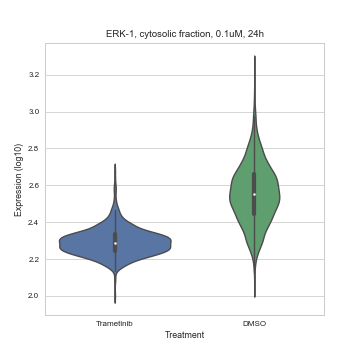 ERK-1, cytosolic fraction, 0.1uM, 24h
Expression (log10)
3.2
3.0
2.8
2.6
2.4
2.2
2.0
Trametinib DMSO
Treatment